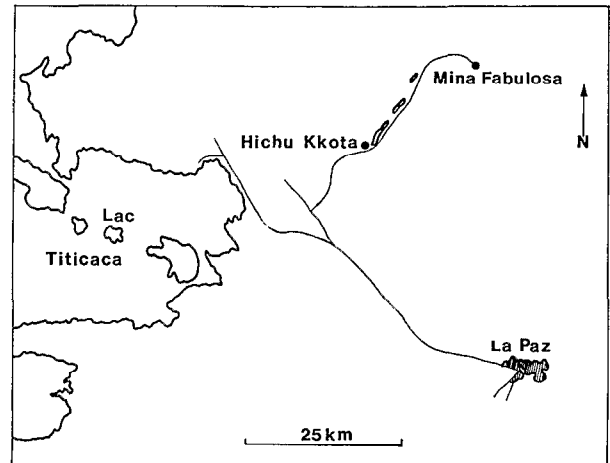 Mina Fabulosa
N
Hichu Kkota
Lac
Titicaca
La Paz
25 km